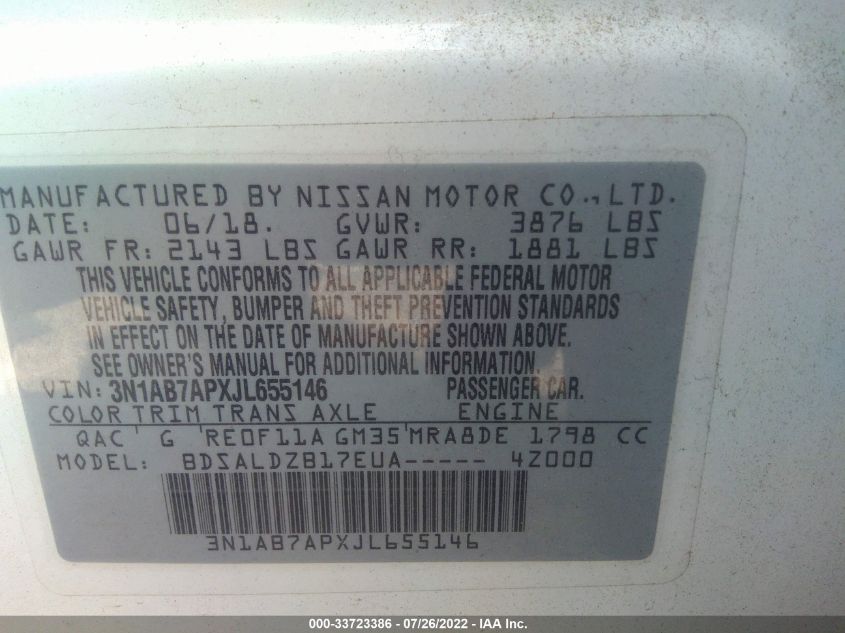 MANUFACTURED BY NISSAN MOTOR CO., LTD.
DATE: 06/18. GVWR: 3876 LBS
GAWR FR: 2143 LBS GAWR RR: 1881 LBS
THIS VEHICLE CONFORMS TO ALL APPLICABLE FEDERAL MOTOR
VEHICLE SAFETY, BUMPER AND THEFT PREVENTION STANDARDS
IN EFFECT ON THE DATE OF MANUFACTURE SHOWN ABOVE.
SEE OWNER'S MANUAL FOR ADDITIONAL INFORMATION.
VIN: 3N1AB7APXJL655146 PASSENGER CAR.
COLOR TRIM TRANS AXLE ENGINE
QAC G RE0F11A GM35 MRA8DE 1798 CC
MODEL: BDSALDZB17EUA----- 4Z000
3N1AB7APXJL655146
000-33723386 - 07/26/2022 - IAA Inc.